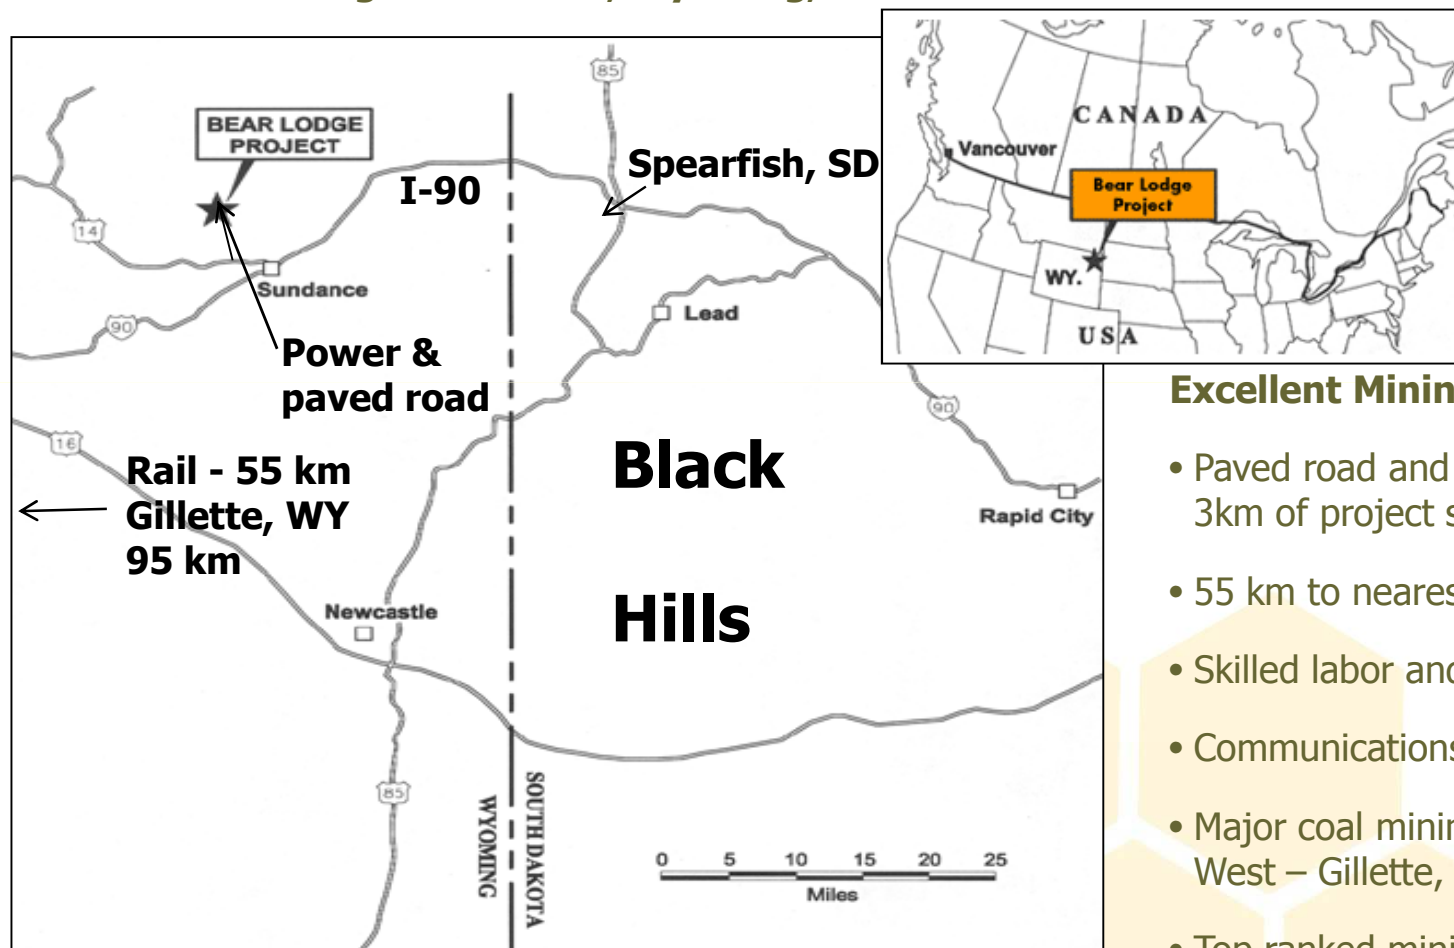 85
BEAR LODGE
PROJECT
I-90
Spearfish, SD
14
Sundance
90
Lead
Power &
paved road
16
Rail - 55 km
Gillette, WY
95 km
Black
Hills
90
Rapid City
Newcastle
85
WYOMING
SOUTH DAKOTA
0 5 10 15 20 25
Miles
CANADA
Vancouver
Bear Lodge
Project
WY.
USA
Excellent Minin
• Paved road and
3km of project s
• 55 km to neares
• Skilled labor and
• Communications
• Major coal minin
West – Gillette,
• Top ranked mini